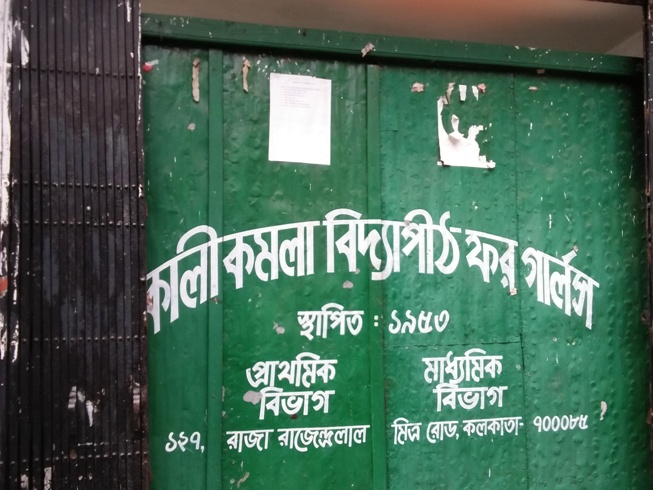 কালী কমলা বিদ্যাপীঠ ফর গার্লস
স্থাপিত : ১৯৫৩
প্রাথমিক বিভাগ
মাধ্যমিক বিভাগ
১২৭, রাজা রাজেন্দ্রলাল মিত্র রোড, কলকাতা- ৭০০০৮৫